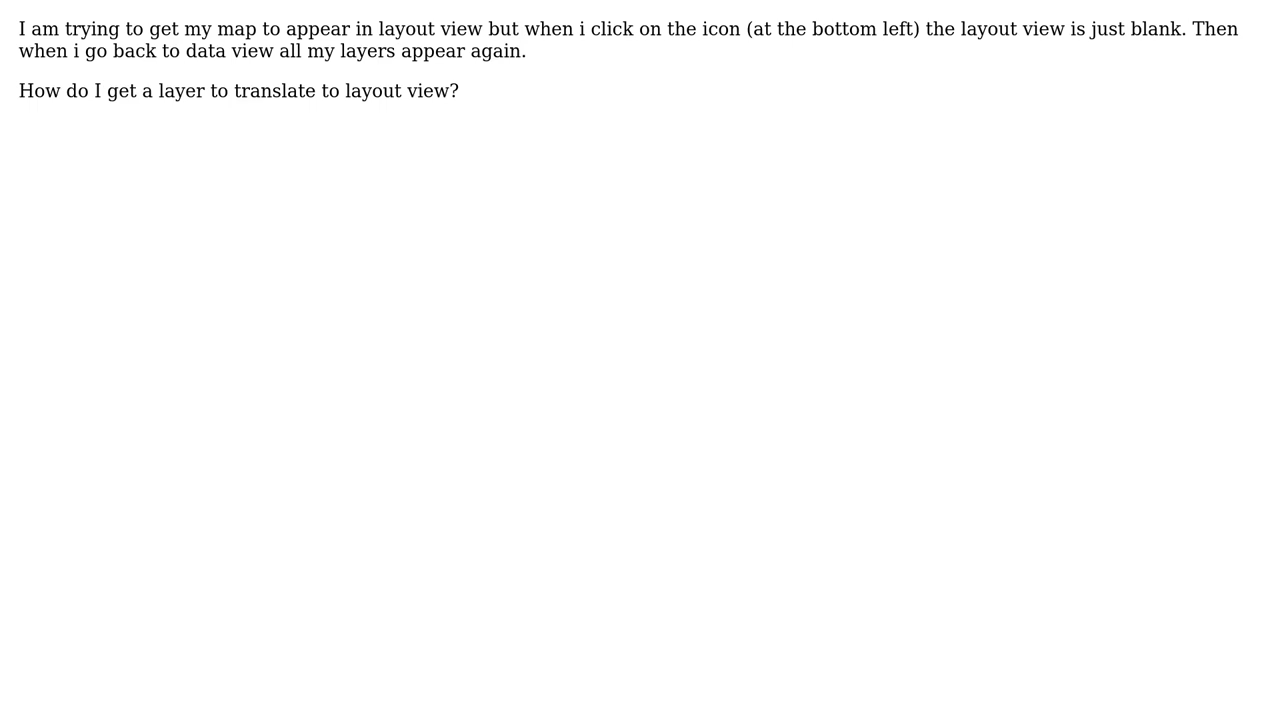 I am trying to get my map to appear in layout view but when i click on the icon (at the bottom left) the layout view is just blank. Then
when i go back to data view all my layers appear again.
How do I get a layer to translate to layout view?